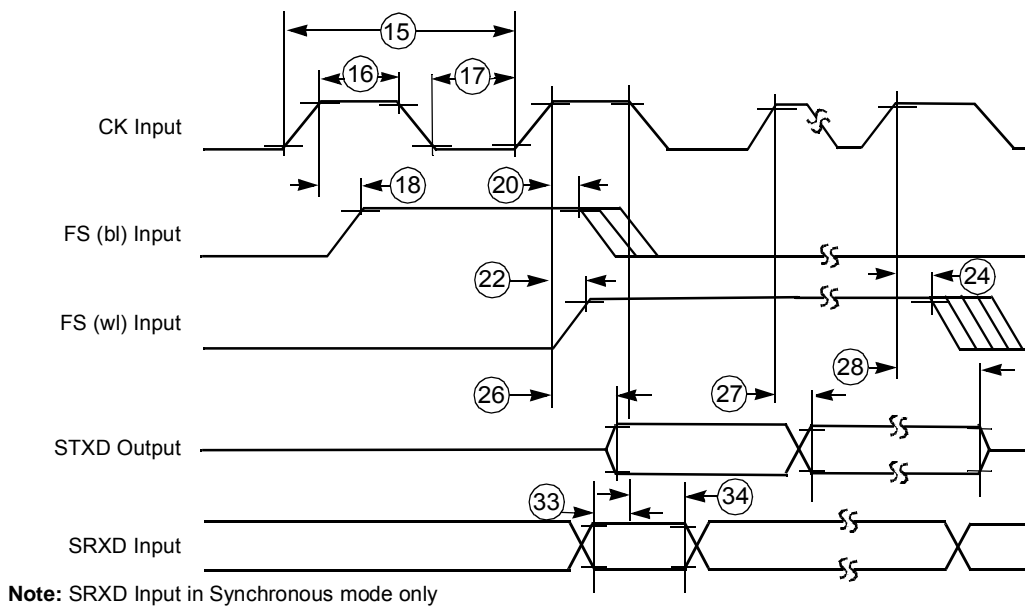 15
16
17
CK Input
18
20
FS (bl) Input
22
24
FS (wl) Input
26
27
28
STXD Output
33
34
SRXD Input
Note: SRXD Input in Synchronous mode only